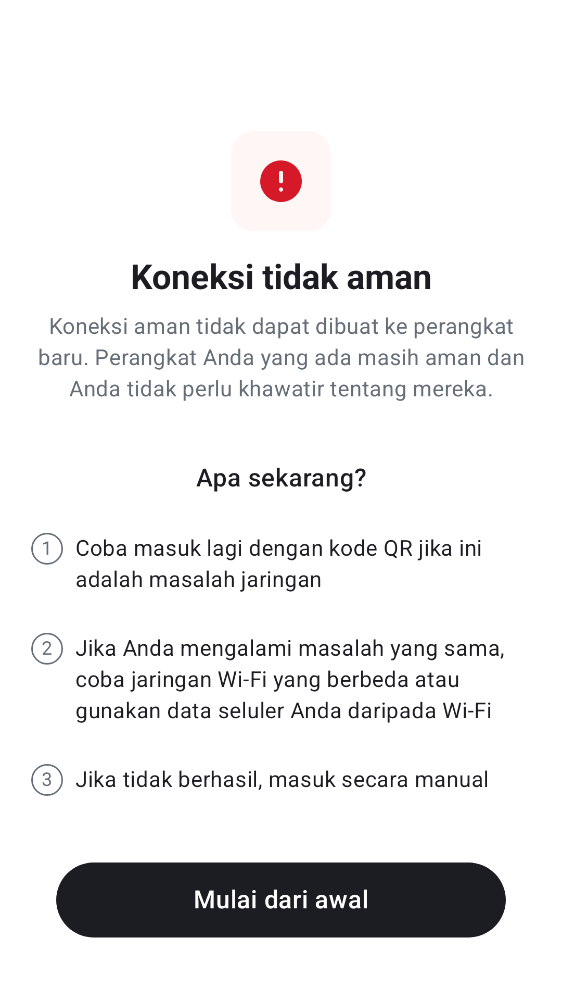 Koneksi tidak aman
Koneksi aman tidak dapat dibuat ke perangkat
baru. Perangkat Anda yang ada masih aman dan
Anda tidak perlu khawatir tentang mereka.
Apa sekarang?
1 Coba masuk lagi dengan kode QR jika ini
adalah masalah jaringan
2 Jika Anda mengalami masalah yang sama,
coba jaringan Wi-Fi yang berbeda atau
gunakan data seluler Anda daripada Wi-Fi
3 Jika tidak berhasil, masuk secara manual
Mulai dari awal